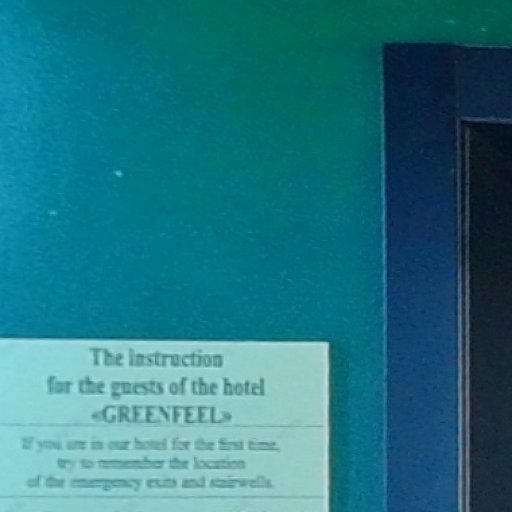 The instruction
for the guests of the hotel
«GREENFEEL»
If you are in our hotel for the first time,
try to remember the location
of the emergency exits and stairwells.